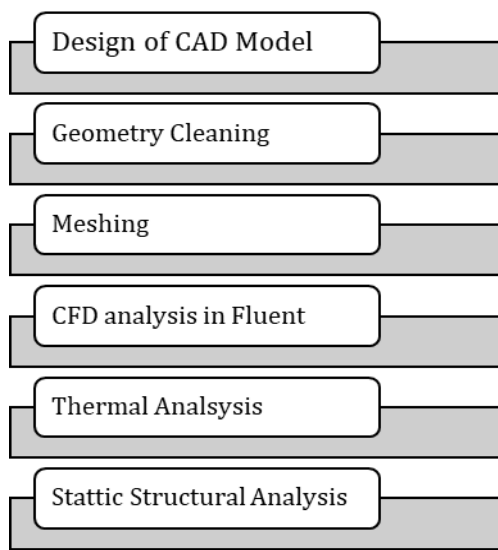 Design of CAD Model
Geometry Cleaning
Meshing
CFD analysis in Fluent
Thermal Analsysis
Stattic Structural Analysis